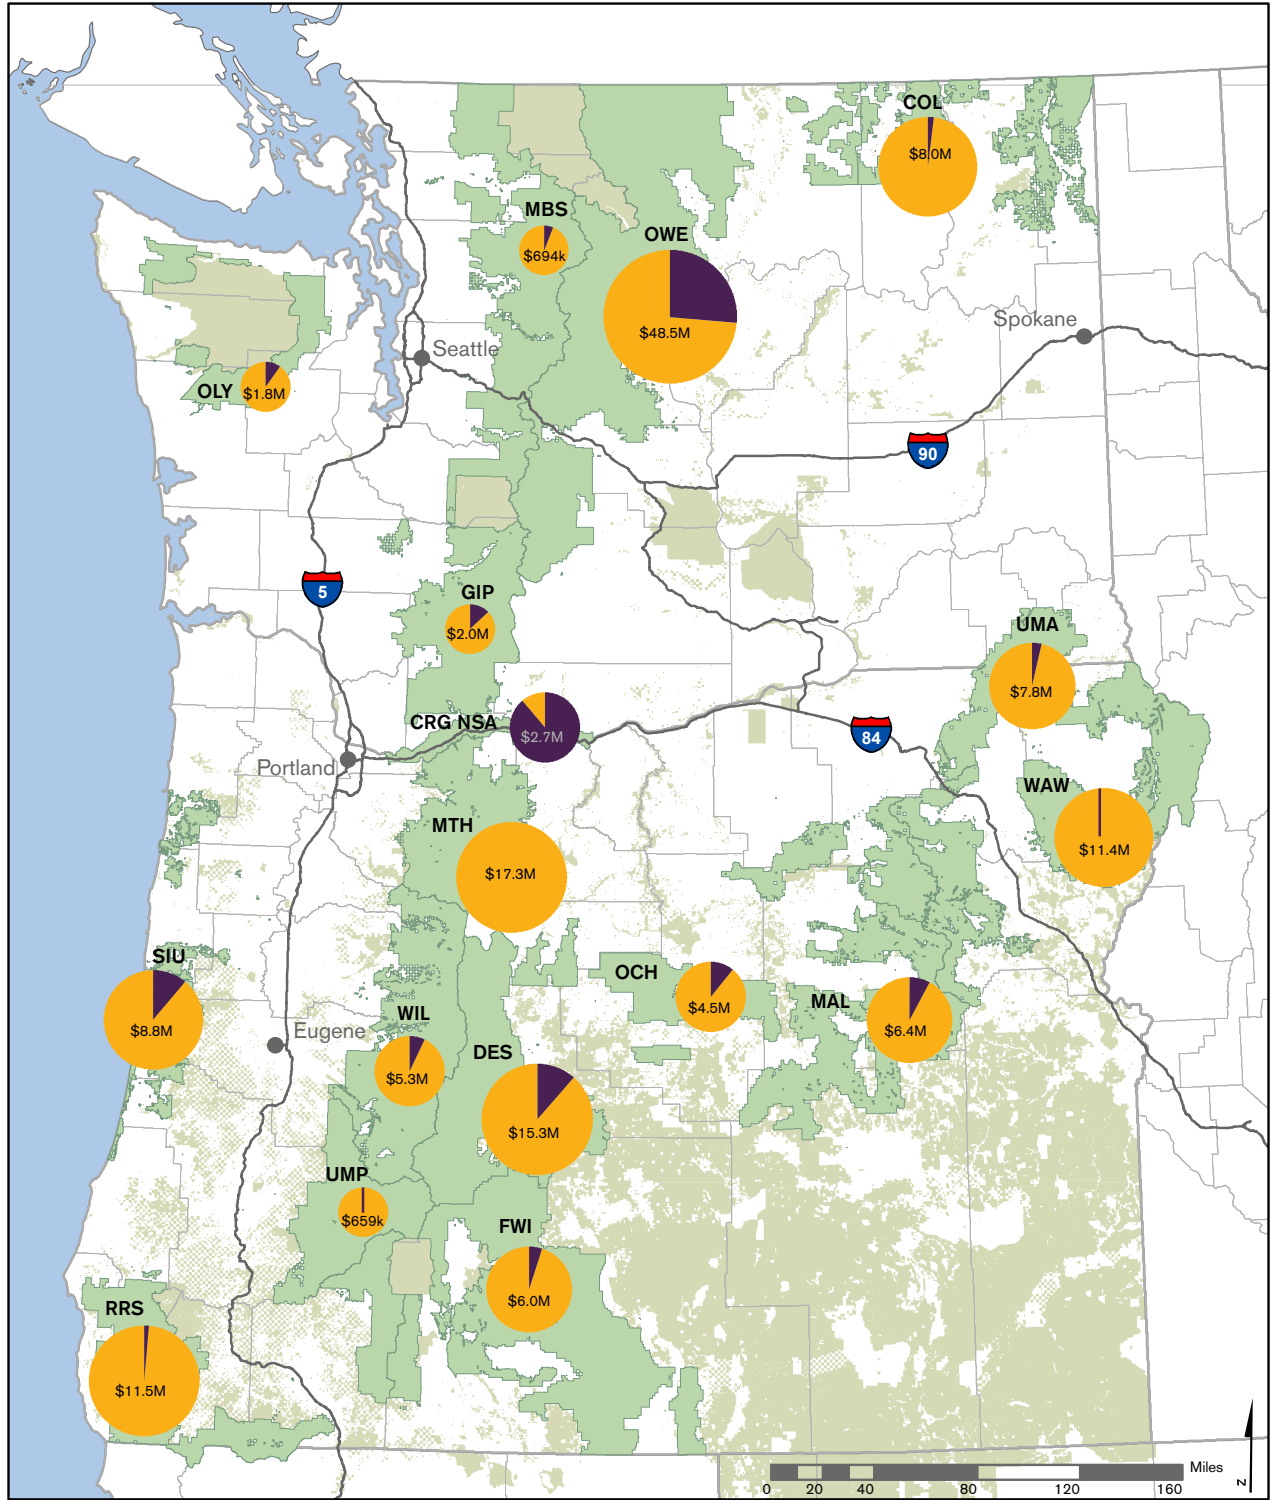 COL
$8.0M
MBS
$694k
OWE
$48.5M
Spokane
Seattle
OLY
$1.8M
90
5
GIP
$2.0M
UMA
$7.8M
CRG NSA
$2.7M
84
Portland
WAW
$11.4M
MTH
$17.3M
SIU
$8.8M
OCH
$4.5M
MAL
$6.4M
WIL
$5.3M
Eugene
DES
$15.3M
UMP
$659k
FWI
$6.0M
RRS
$11.5M
Miles
0 20 40 80 120 160
N